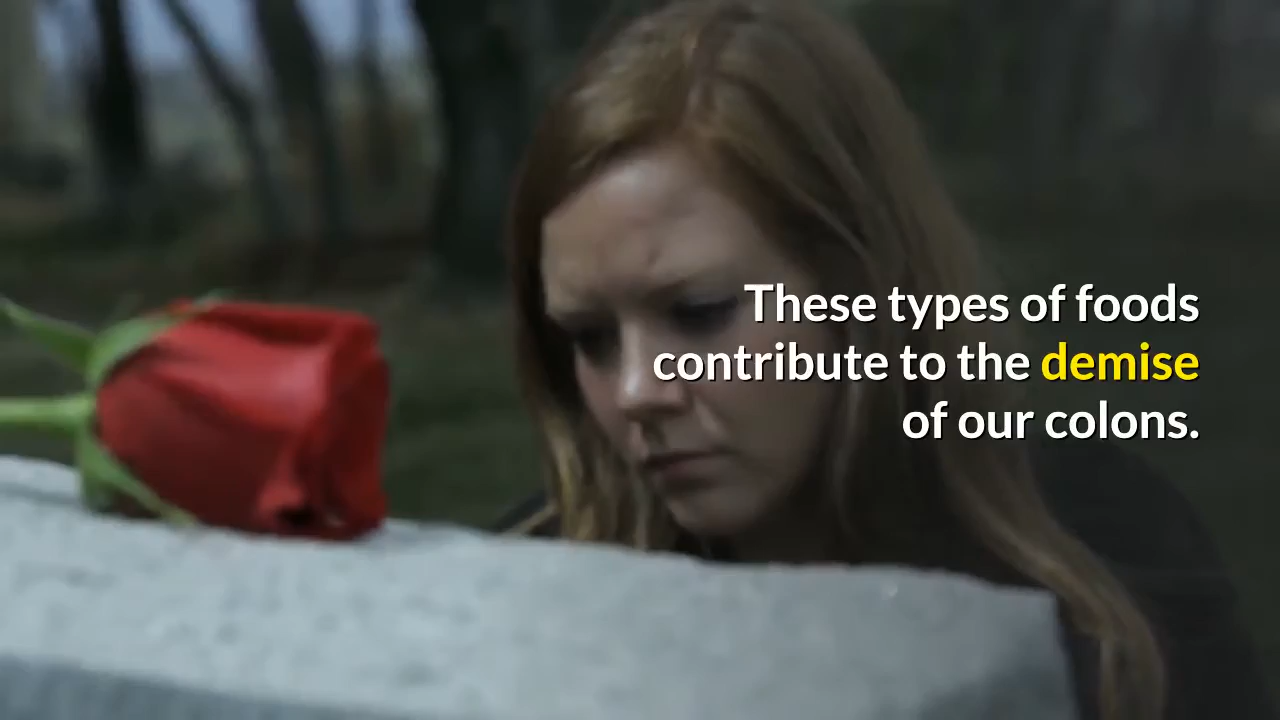 These types of foods
contribute to the demise
of our colons.